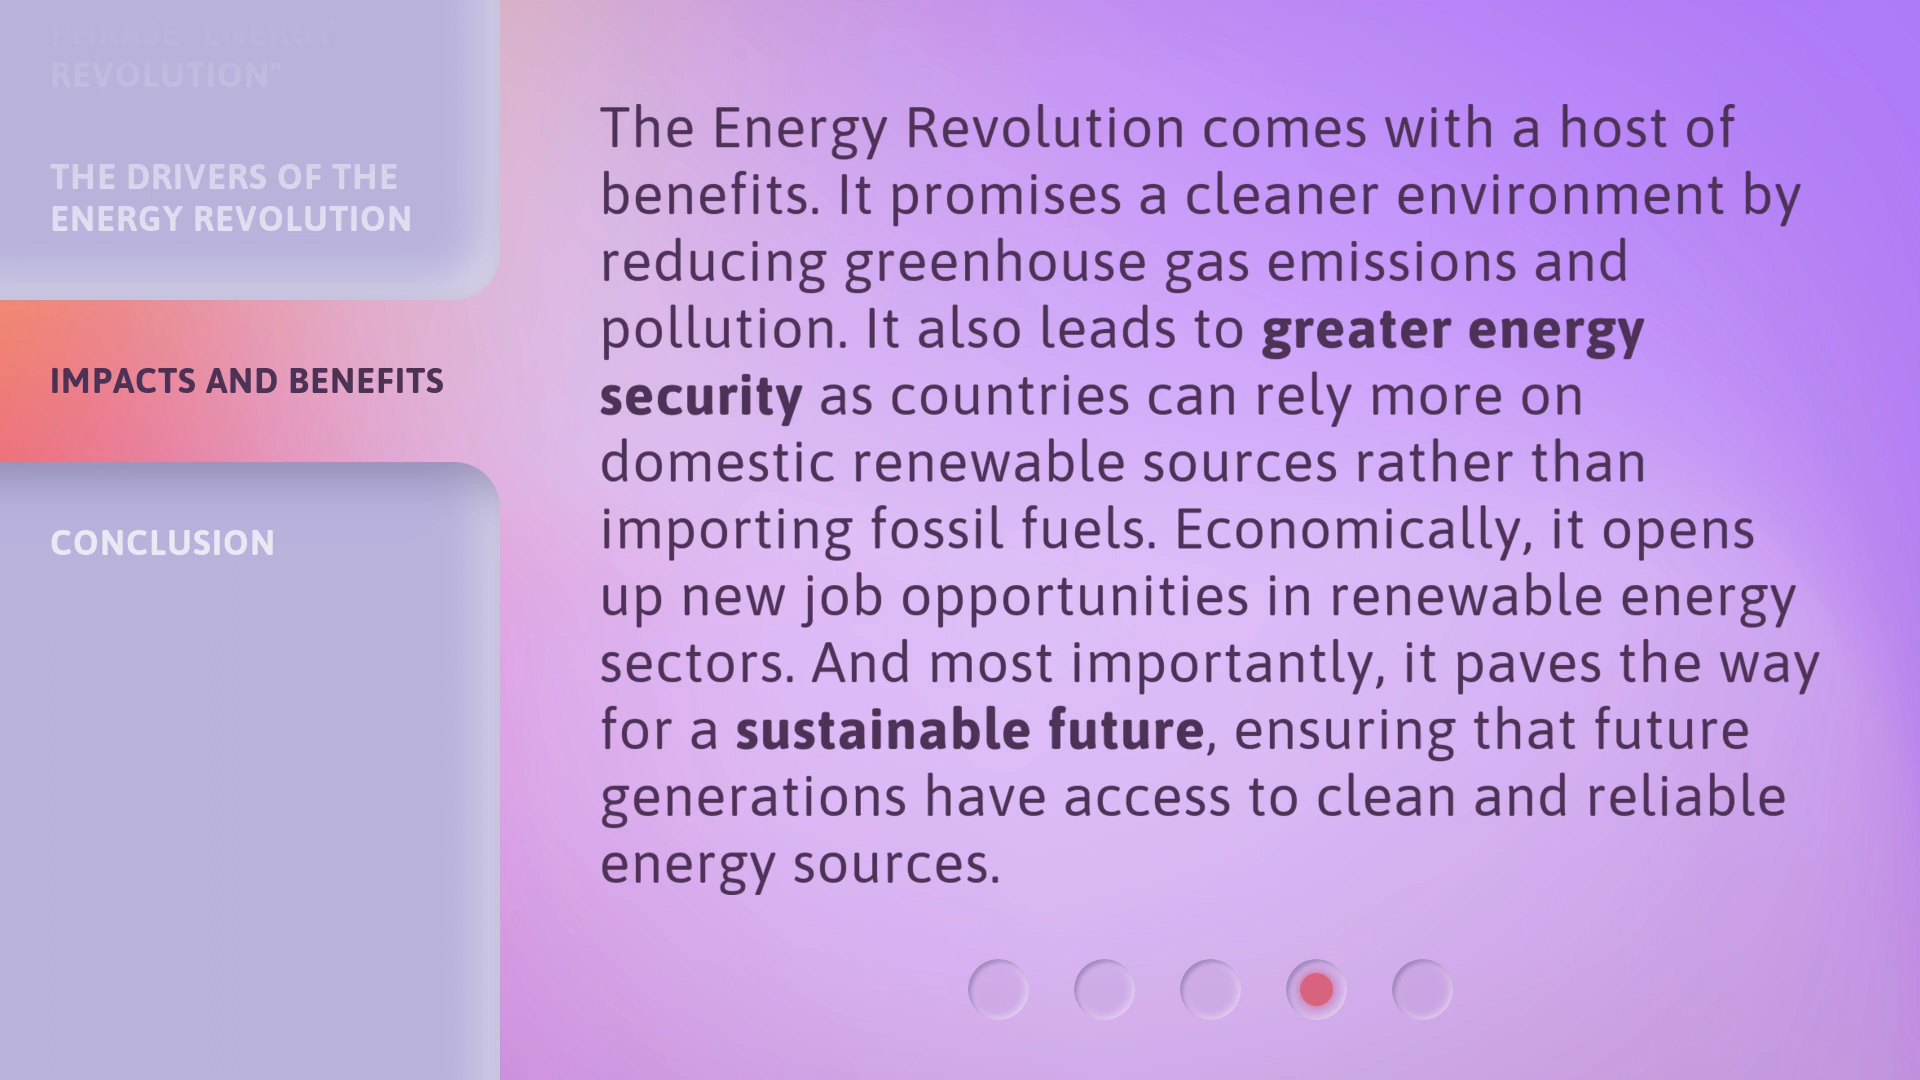 PHRASE "ENERGY
REVOLUTION"
THE DRIVERS OF THE
ENERGY REVOLUTION
IMPACTS AND BENEFITS
CONCLUSION
The Energy Revolution comes with a host of
benefits. It promises a cleaner environment by
reducing greenhouse gas emissions and
pollution. It also leads to greater energy
security as countries can rely more on
domestic renewable sources rather than
importing fossil fuels. Economically, it opens
up new job opportunities in renewable energy
sectors. And most importantly, it paves the way
for a sustainable future, ensuring that future
generations have access to clean and reliable
energy sources.